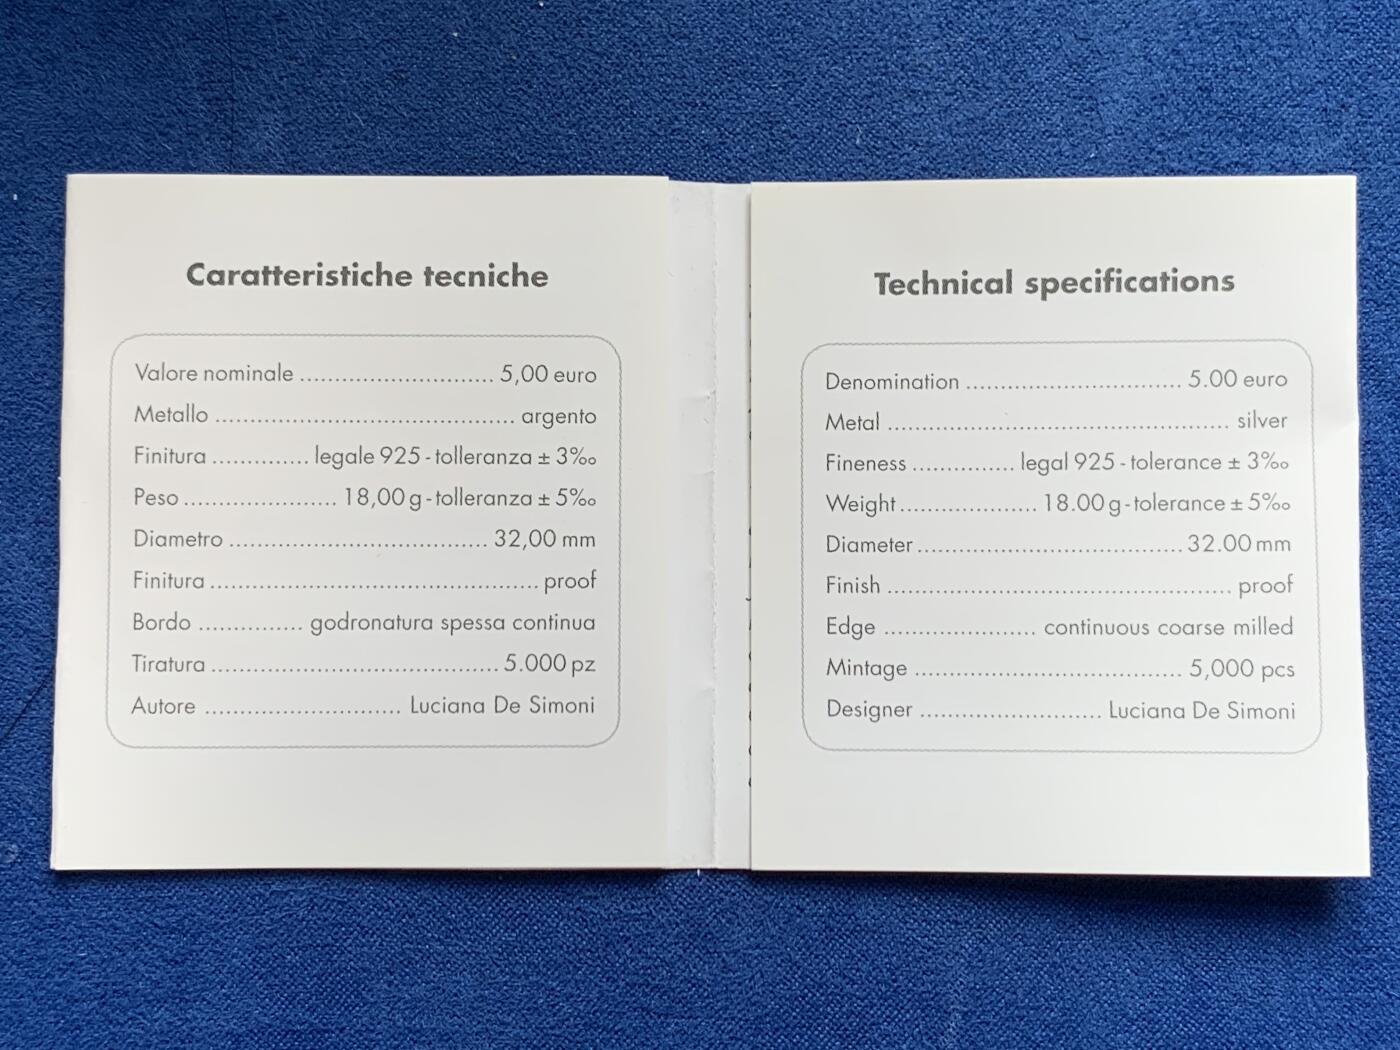 Caratteristiche tecniche
Valore nominale ........................... 5,00 euro
Metallo .......................................... argento
Finitura .............. legale 925 - tolleranza ± 3‰
Peso ...................... 18,00 g - tolleranza ± 5‰
Diametro .................................... 32,00 mm
Finitura .............................................. proof
Bordo ............... godronatura spessa continua
Tiratura ........................................ 5.000 pz
Autore ............................ Luciana De Simoni
Technical specifications
Denomination .............................. 5.00 euro
Metal ................................................ silver
Fineness .............. legal 925 - tolerance ± 3‰
Weight ................... 18.00 g - tolerance ± 5‰
Diameter ..................................... 32.00 mm
Finish ................................................ proof
Edge ...................... continuous coarse milled
Mintage ..................................... 5,000 pcs
Designer .......................... Luciana De Simoni